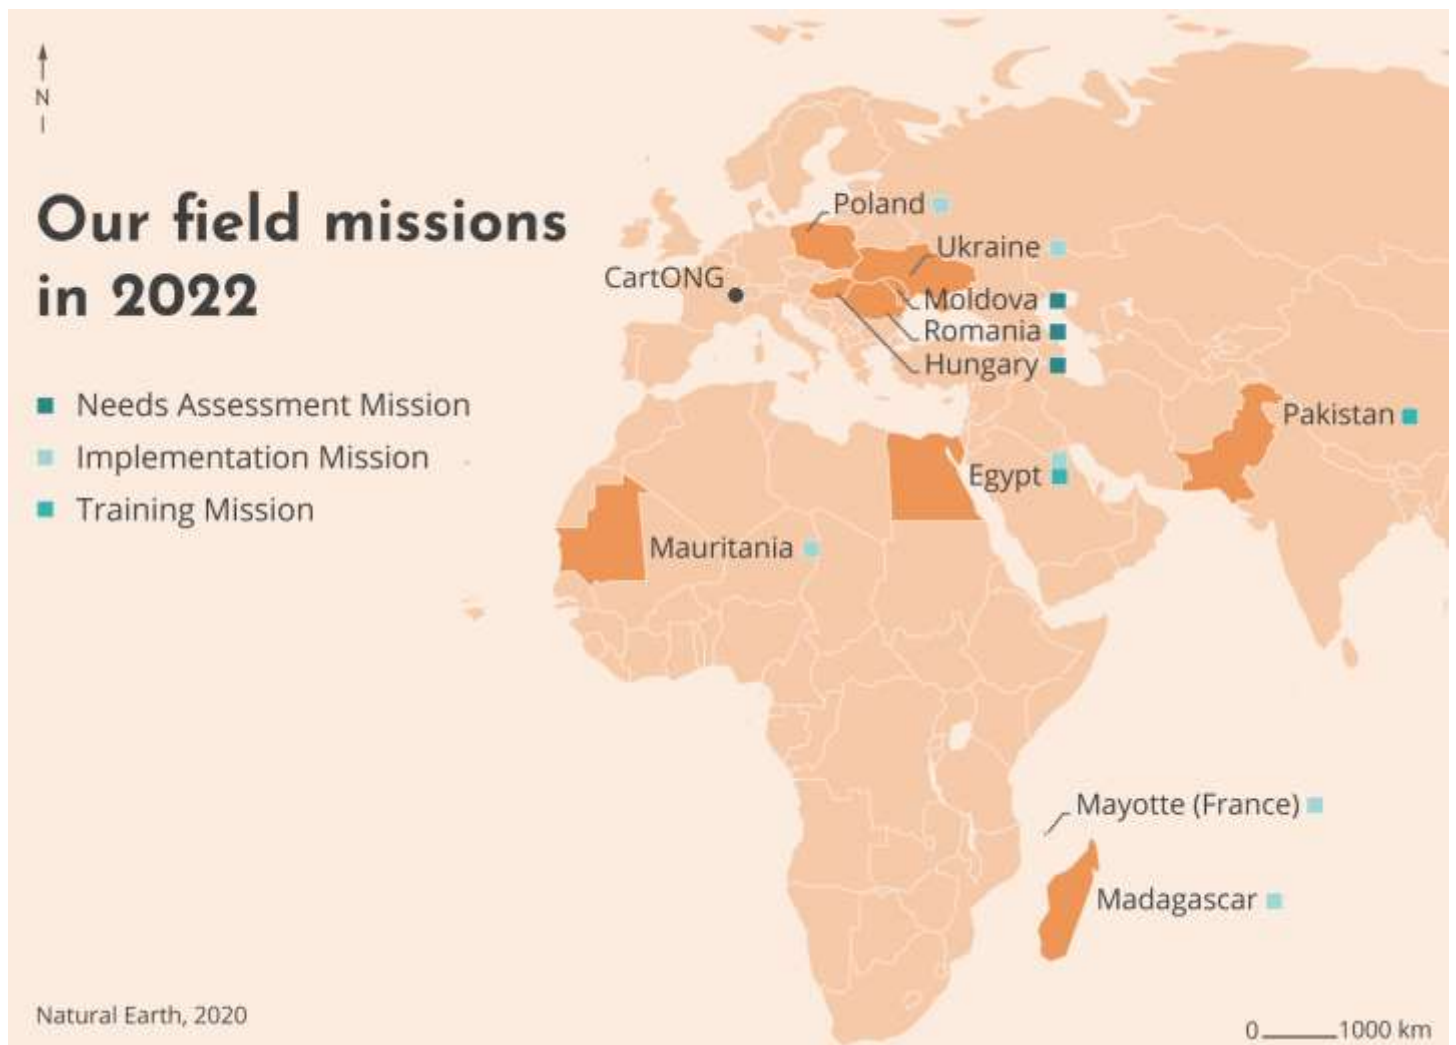 N
Our field missions
in 2022
Needs Assessment Mission
Implementation Mission
Training Mission
Poland
Ukraine
CartONG
Moldova
Romania
Hungary
Pakistan
Egypt
Mauritania
Mayotte (France)
Madagascar
Natural Earth, 2020
0 1000 km